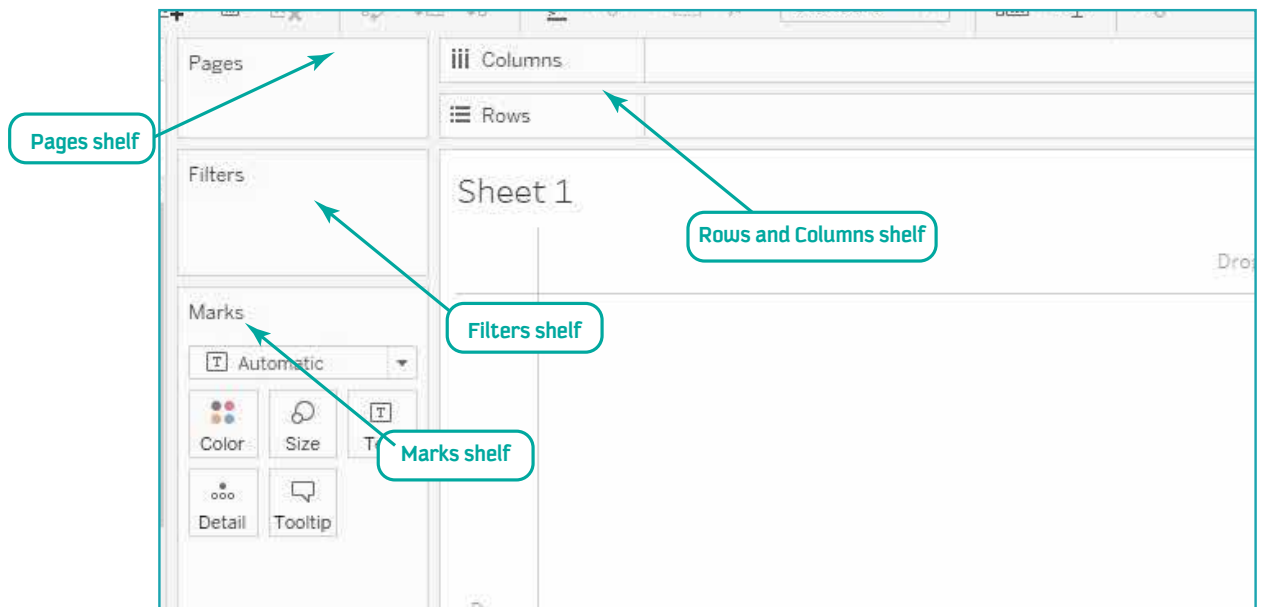 Pages
Columns
Rows
Pages shelf
Filters
Sheet 1
Rows and Columns shelf
Marks
Filters shelf
Automatic
Color
Size
Marks shelf
Detail
Tooltip